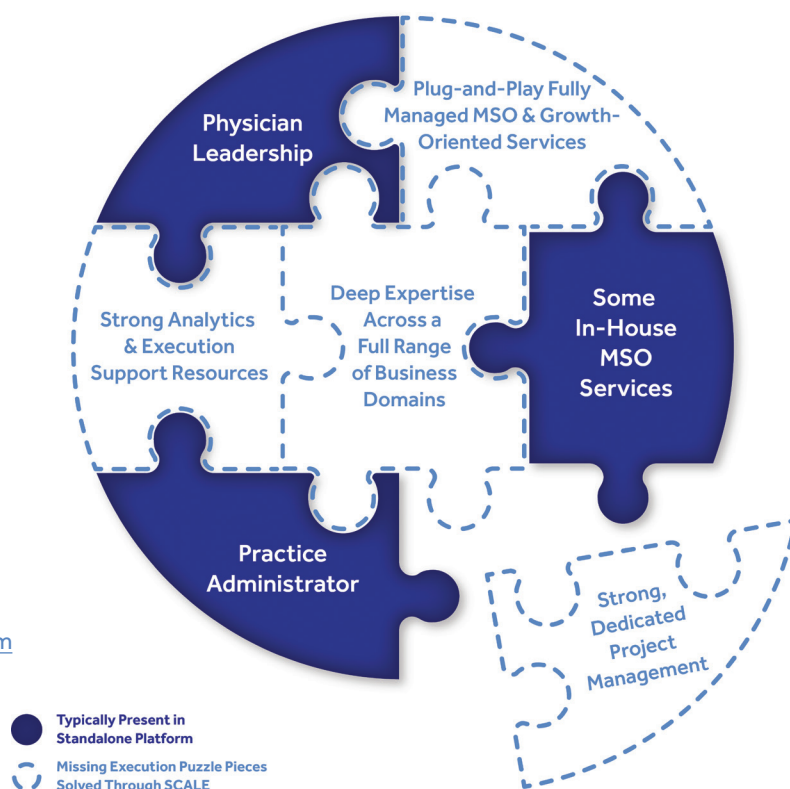 Physician
Leadership
Plug-and-Play Fully
Managed MSO & Growth-
Oriented Services
Strong Analytics
& Execution
Support Resources
Deep Expertise
Across a
Full Range
of Business
Domains
Some
In-House
MSO
Services
Practice
Administrator
Strong,
Dedicated
Project
Management
m
Typically Present in
Standalone Platform
Missing Execution Puzzle Pieces
Solved Through SCALE